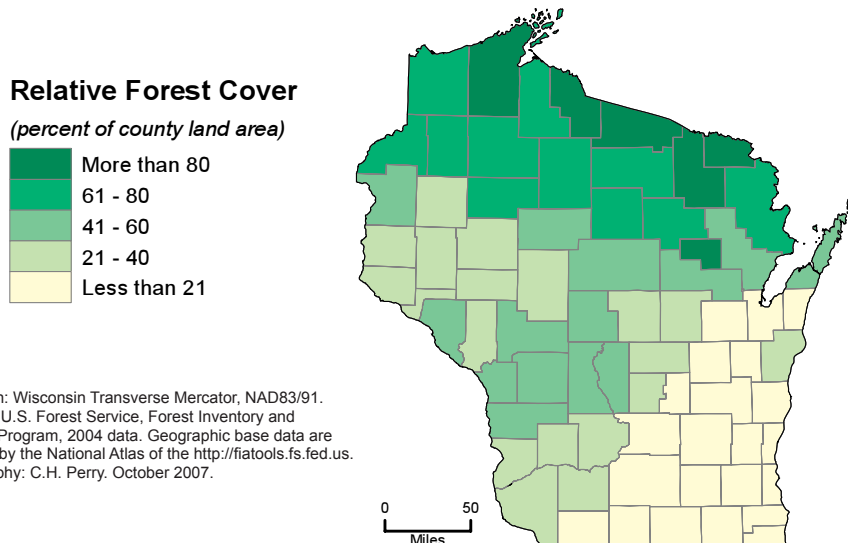 Relative Forest Cover
(percent of county land area)
More than 80
61 - 80
41 - 60
21 - 40
Less than 21
n: Wisconsin Transverse Mercator, NAD83/91.
U.S. Forest Service, Forest Inventory and
Program, 2004 data. Geographic base data are
by the National Atlas of the http://fiatools.fs.fed.us.
phy: C.H. Perry. October 2007.
0 50
Miles